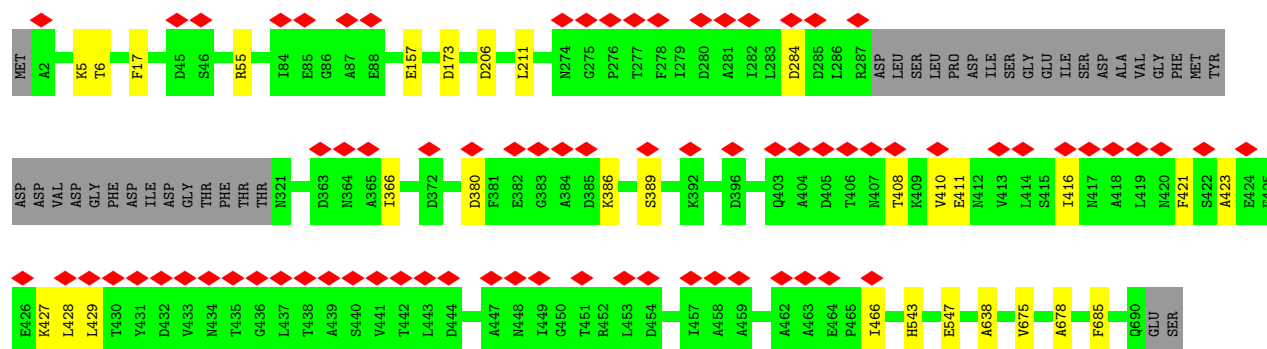 MET A2 K5 T6 F17 D45 S46 R55 I84 E85 G86 A87 E88 E157 D173 D206 L211 N274 G275 P276 T277 F278 I279 D280 A281 I282 L283 D284 D285 L286 R287 ASP LEU SER LEU PRO ASP ILE SER GLY GLU ILE SER ASP ALA VAL GLY PHE MET TYR
ASP ASP VAL ASP GLY PHE ASP ILE ASP GLY THR PHE THR THR N321 D363 N364 A365 I366 D372 D380 F381 E382 G383 A384 D385 K386 S389 K392 D396 Q403 A404 D405 T406 N407 T408 K409 V410 E411 N412 V413 L414 S415 I416 N417 A418 L419 N420 F421 S422 A423 E424
E426 K427 L428 L429 T430 Y431 D432 V433 N434 T435 G436 L437 T438 A439 S440 V441 T442 L443 D444 A447 N448 I449 G450 T451 R452 L453 D454 I457 A458 A459 A462 A463 E464 P465 I466 H543 E547 A638 V675 A678 F685 Q690 GLU SER